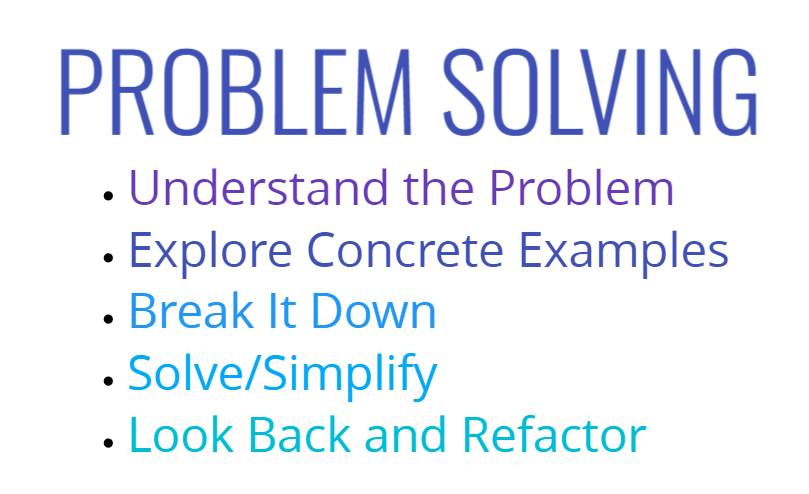 PROBLEM SOLVING
• Understand the Problem
• Explore Concrete Examples
• Break It Down
• Solve/Simplify
• Look Back and Refactor